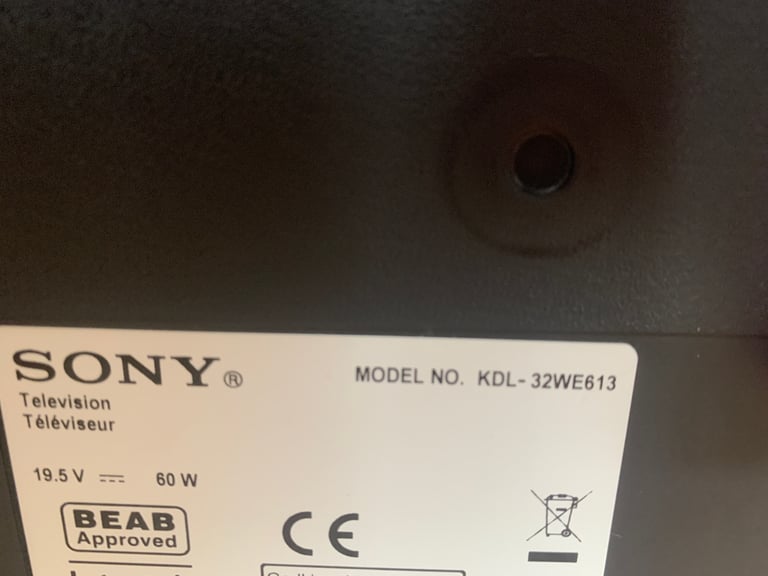 SONY®
MODEL NO. KDL-32WE613
Television
Téléviseur
19.5 V ⎓ 60 W
BEAB
Approved
CE